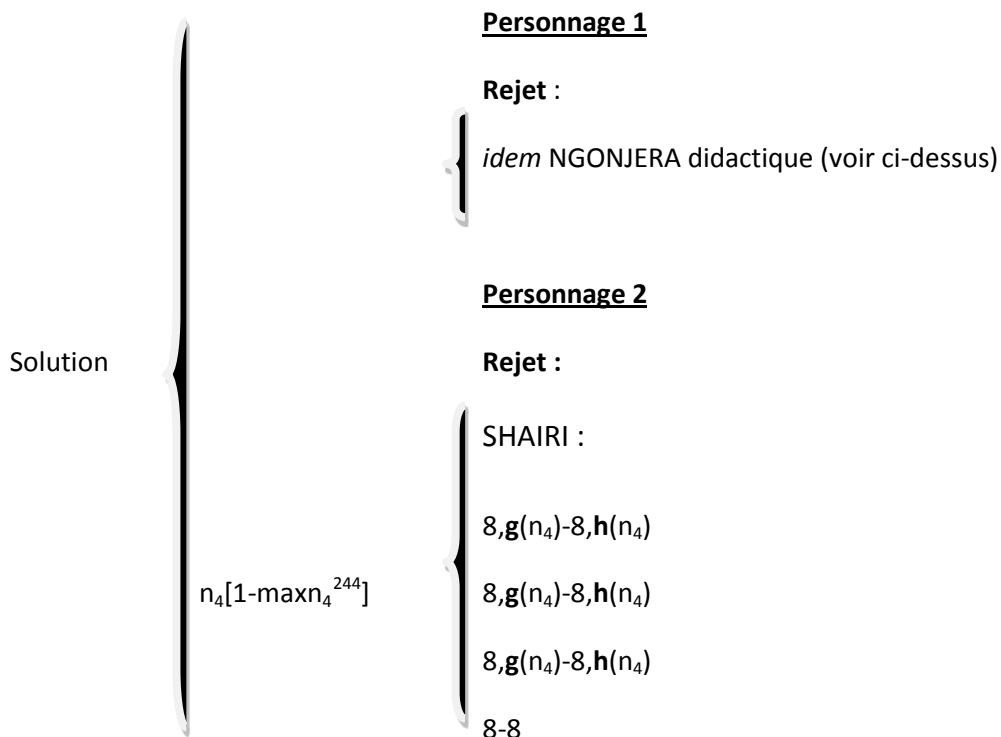 Personnage 1
Rejet :
idem NGONJERA didactique (voir ci-dessus)
Personnage 2
Solution
Rejet :
SHAIRI :
8,g(n₄)-8,h(n₄)
n₄[1-maxn₄²⁴⁴]
8,g(n₄)-8,h(n₄)
8,g(n₄)-8,h(n₄)
8-8